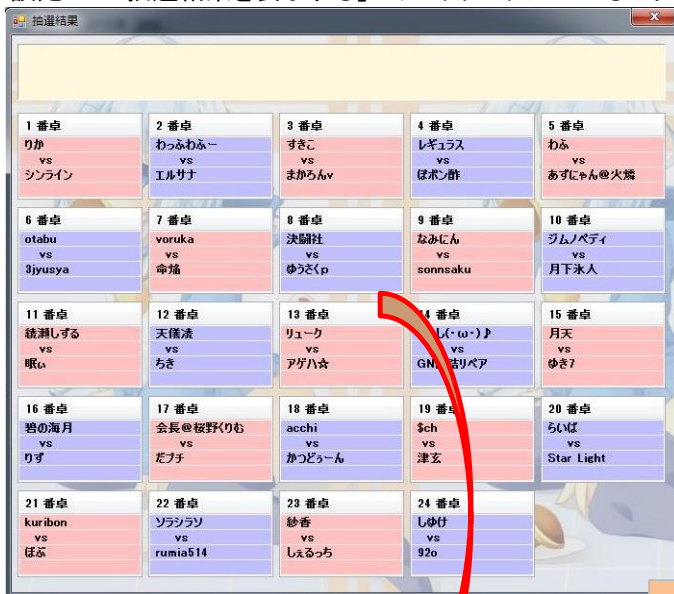 抽選結果
1 番卓
りか
vs
シンライン
2 番卓
わっふわふー
vs
エルサナ
3 番卓
すきこ
vs
まかろんv
4 番卓
レギュラス
vs
ぽポン酢
5 番卓
わふ
vs
あずにゃん@火燐
6 番卓
otabu
vs
3jyusya
7 番卓
voruka
vs
命焔
8 番卓
決闘社
vs
ゆうさくp
9 番卓
なみにん
vs
sonnsaku
10 番卓
ジムノペディ
vs
月下氷人
11 番卓
綾瀬しずる
vs
眠ぃ
12 番卓
天儀凌
vs
ちき
13 番卓
リューク
vs
アゲハ☆
14 番卓
し(・ω・)♪
vs
GN 結リペア
15 番卓
月天
vs
ゆき7
16 番卓
碧の海月
vs
りず
17 番卓
会長@桜野くりむ
vs
だプチ
18 番卓
acchi
vs
かつどぅーん
19 番卓
$ch
vs
津玄
20 番卓
らいば
vs
Star Light
21 番卓
kuribon
vs
ほぶ
22 番卓
ソラシラソ
vs
rumia514
23 番卓
紗香
vs
しぇるっち
24 番卓
しゆけ
vs
92o